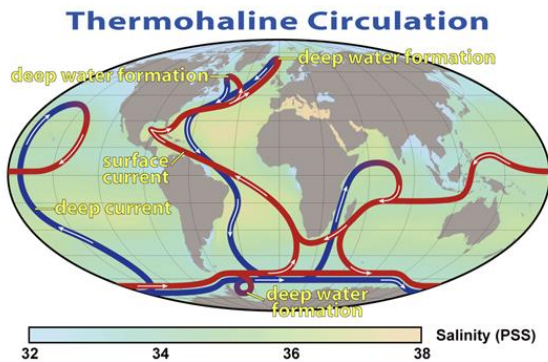 Thermohaline Circulation
deep water formation
deep water formation
surface
current
deep current
deep water
formation
Salinity (PSS)
32 34 36 38